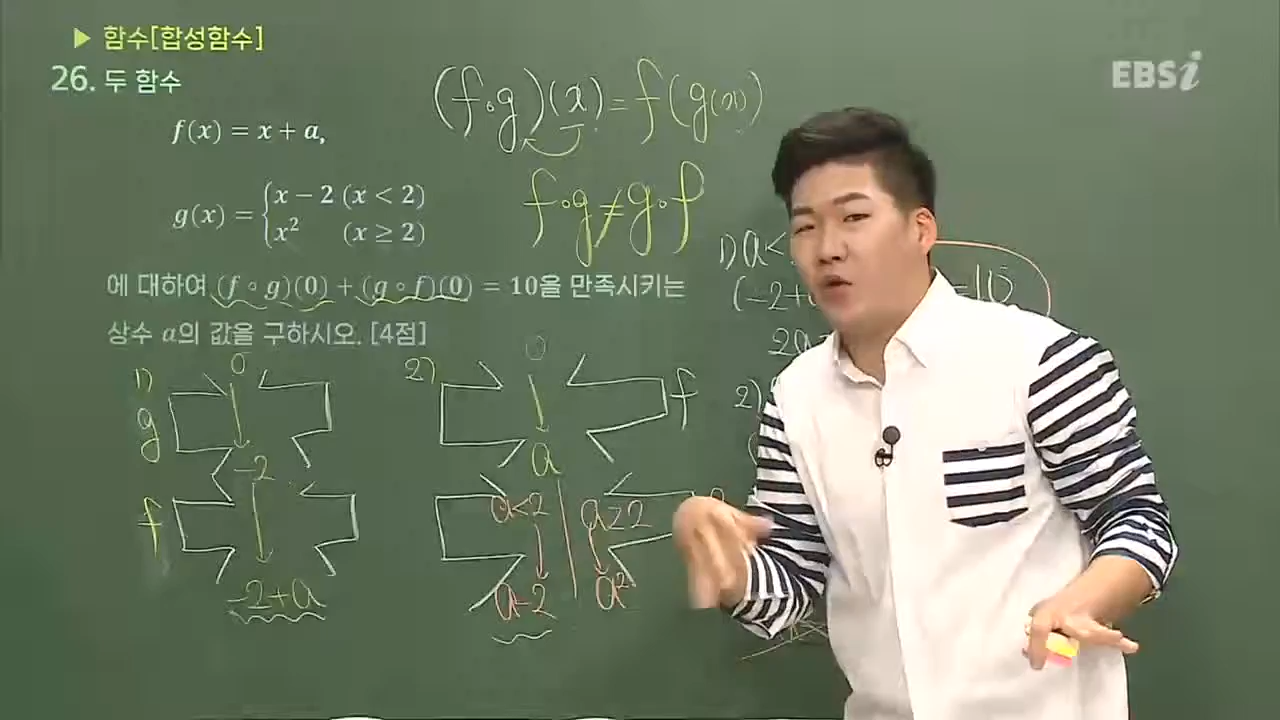 ▶ 함수[합성함수]
26. 두 함수
f(x) = x + a,
g(x) = { x − 2 (x < 2)
x² (x ≥ 2)
에 대하여 (f ∘ g)(0) + (g ∘ f)(0) = 10을 만족시키는
상수 a의 값을 구하시오. [4점]
EBSi
(f∘g)(x) = f(g(x))
f∘g ≠ g∘f
1) 0
g
-2
f
-2+a
2) 0
f
a
a<2 a≥2
a-2 a²
1) a<
(-2+
=10
2a
2)